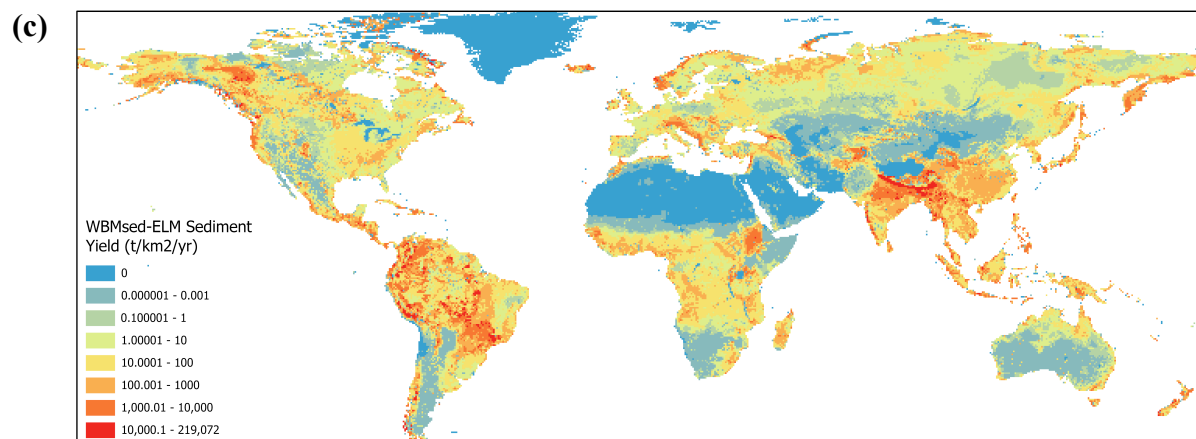 (c)
WBMsed-ELM Sediment
Yield (t/km2/yr)
0
0.000001 - 0.001
0.100001 - 1
1.00001 - 10
10.0001 - 100
100.001 - 1000
1,000.01 - 10,000
10,000.1 - 219,072